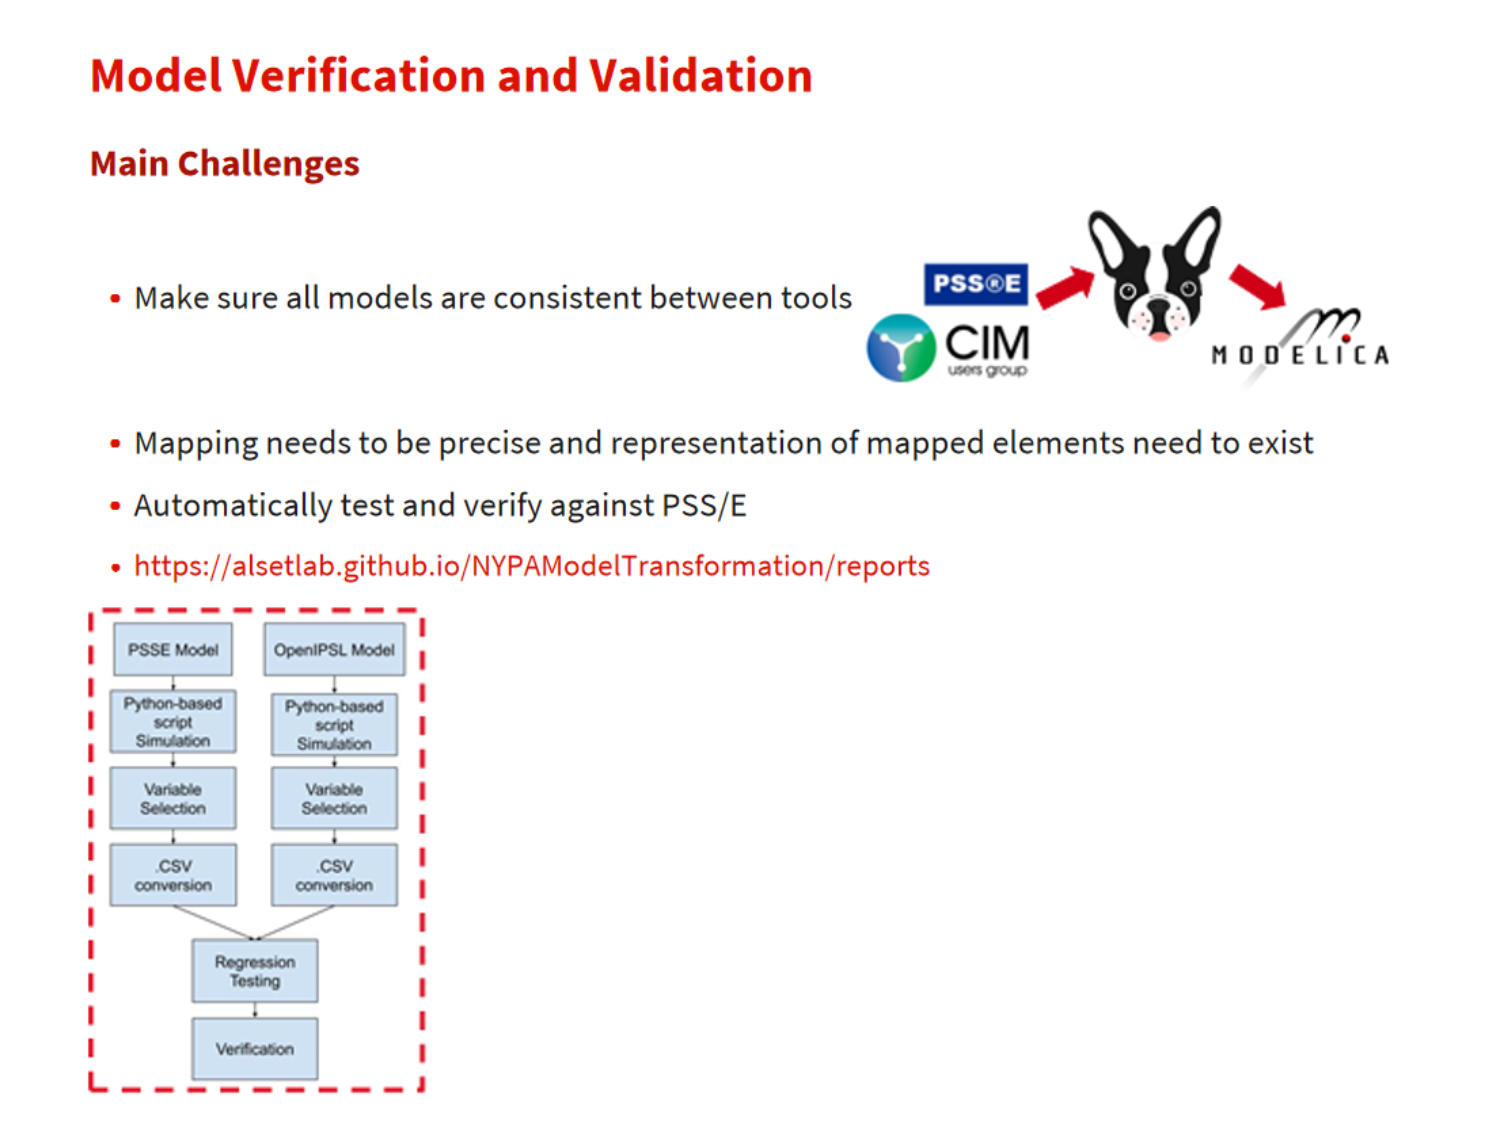 Model Verification and Validation
Main Challenges
• Make sure all models are consistent between tools
PSS®E
CIM
users group
MODELICA
• Mapping needs to be precise and representation of mapped elements need to exist
• Automatically test and verify against PSS/E
• https://alsetlab.github.io/NYPAModelTransformation/reports
PSSE Model
Python-based
script
Simulation
Variable
Selection
.CSV
conversion
OpenIPSL Model
Python-based
script
Simulation
Variable
Selection
.CSV
conversion
Regression
Testing
Verification